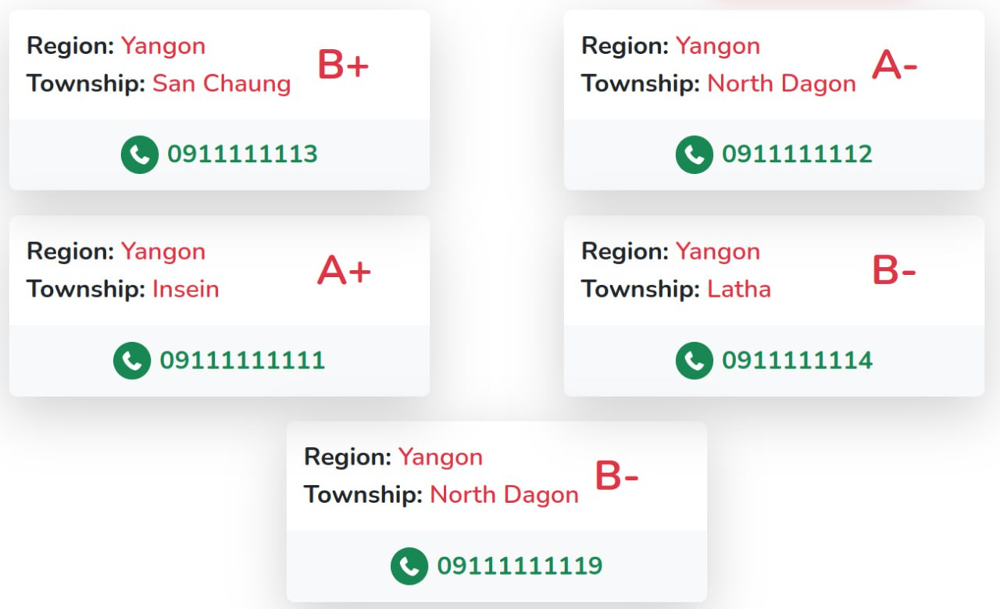 Region: Yangon
Township: San Chaung
B+
0911111113
Region: Yangon
Township: North Dagon
A-
0911111112
Region: Yangon
Township: Insein
A+
09111111111
Region: Yangon
Township: Latha
B-
0911111114
Region: Yangon
Township: North Dagon
B-
09111111119